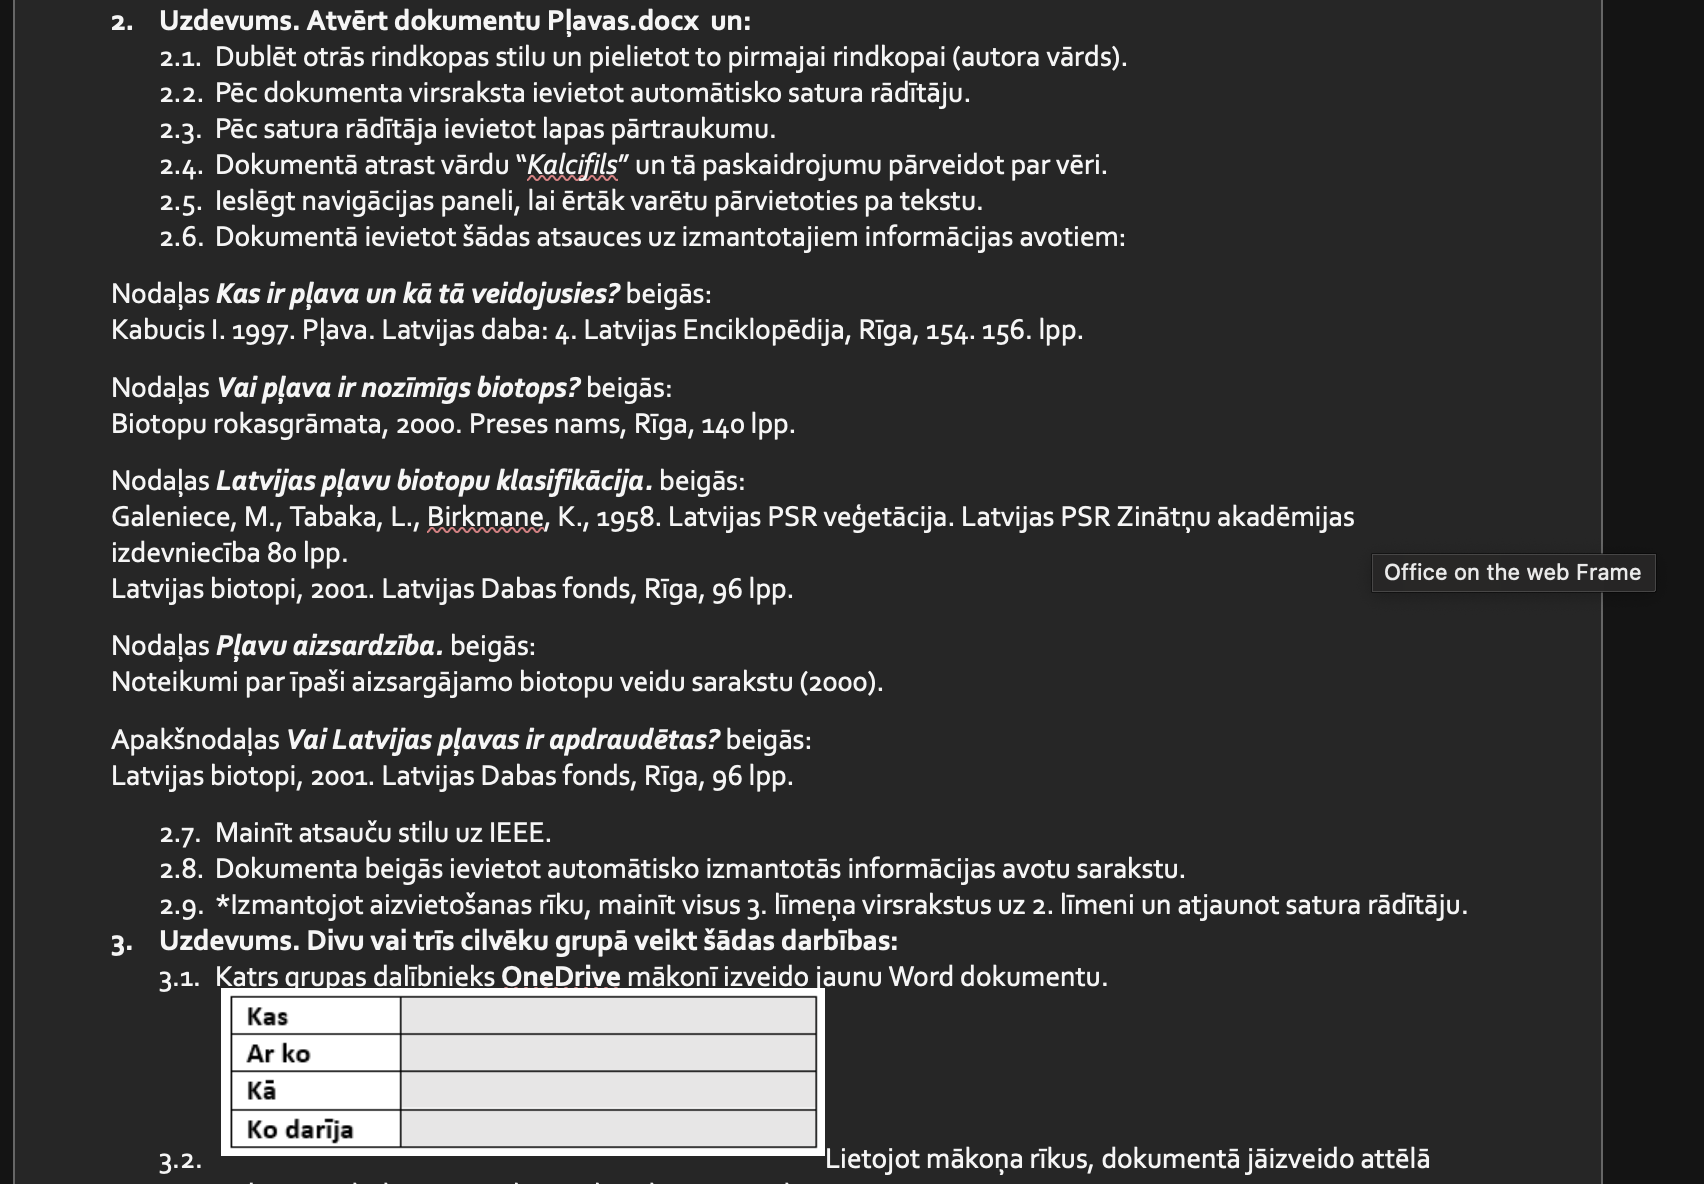 2. Uzdevums. Atvērt dokumentu Pļavas.docx un:
2.1. Dublēt otrās rindkopas stilu un pielietot to pirmajai rindkopai (autora vārds).
2.2. Pēc dokumenta virsraksta ievietot automātisko satura rādītāju.
2.3. Pēc satura rādītāja ievietot lapas pārtraukumu.
2.4. Dokumentā atrast vārdu “Kalcifils” un tā paskaidrojumu pārveidot par vēri.
2.5. Ieslēgt navigācijas paneli, lai ērtāk varētu pārvietoties pa tekstu.
2.6. Dokumentā ievietot šādas atsauces uz izmantotajiem informācijas avotiem:
Nodaļas Kas ir pļava un kā tā veidojusies? beigās:
Kabucis I. 1997. Pļava. Latvijas daba: 4. Latvijas Enciklopēdija, Rīga, 154. 156. lpp.
Nodaļas Vai pļava ir nozīmīgs biotops? beigās:
Biotopu rokasgrāmata, 2000. Preses nams, Rīga, 140 lpp.
Nodaļas Latvijas pļavu biotopu klasifikācija. beigās:
Galeniece, M., Tabaka, L., Birkmane, K., 1958. Latvijas PSR veģetācija. Latvijas PSR Zinātņu akadēmijas
izdevniecība 80 lpp.
Office on the web Frame
Latvijas biotopi, 2001. Latvijas Dabas fonds, Rīga, 96 lpp.
Nodaļas Pļavu aizsardzība. beigās:
Noteikumi par īpaši aizsargājamo biotopu veidu sarakstu (2000).
Apakšnodaļas Vai Latvijas pļavas ir apdraudētas? beigās:
Latvijas biotopi, 2001. Latvijas Dabas fonds, Rīga, 96 lpp.
2.7. Mainīt atsauču stilu uz IEEE.
2.8. Dokumenta beigās ievietot automātisko izmantotās informācijas avotu sarakstu.
2.9. *Izmantojot aizvietošanas rīku, mainīt visus 3. līmeņa virsrakstus uz 2. līmeni un atjaunot satura rādītāju.
3. Uzdevums. Divu vai trīs cilvēku grupā veikt šādas darbības:
3.1. Katrs grupas dalībnieks OneDrive mākonī izveido jaunu Word dokumentu.
Kas
Ar ko
Kā
Ko darīja
3.2. Lietojot mākoņa rīkus, dokumentā jāizveido attēlā